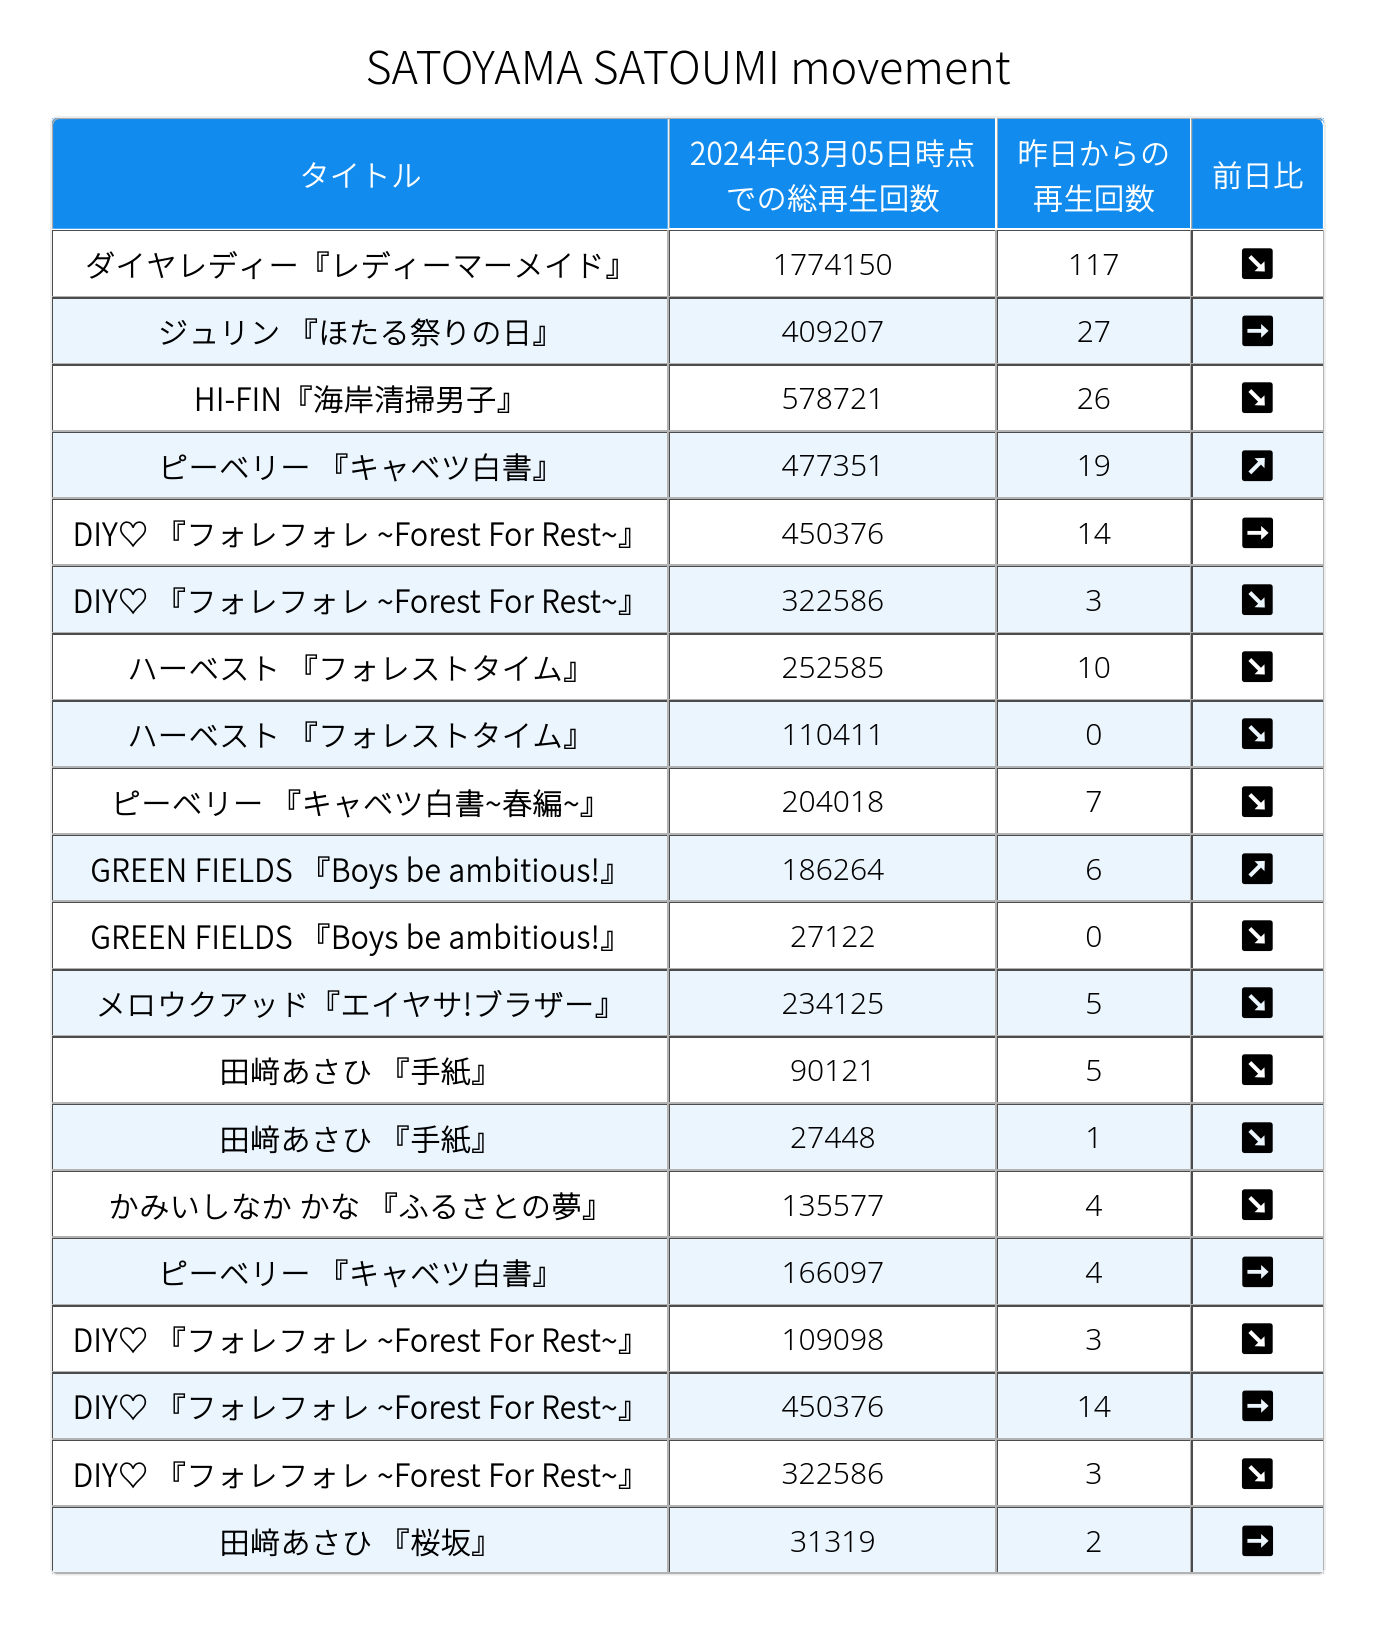 SATOYAMA SATOUMI movement
タイトル 2024年03月05日時点での総再生回数 昨日からの再生回数 前日比
ダイヤレディー『レディーマーメイド』 1774150 117 ↘
ジュリン 『ほたる祭りの日』 409207 27 ➡
HI-FIN『海岸清掃男子』 578721 26 ↘
ピーベリー 『キャベツ白書』 477351 19 ↗
DIY♡ 『フォレフォレ ~Forest For Rest~』 450376 14 ➡
DIY♡ 『フォレフォレ ~Forest For Rest~』 322586 3 ↘
ハーベスト 『フォレストタイム』 252585 10 ↘
ハーベスト 『フォレストタイム』 110411 0 ↘
ピーベリー 『キャベツ白書~春編~』 204018 7 ↘
GREEN FIELDS 『Boys be ambitious!』 186264 6 ↗
GREEN FIELDS 『Boys be ambitious!』 27122 0 ↘
メロウクアッド『エイヤサ!ブラザー』 234125 5 ↘
田﨑あさひ 『手紙』 90121 5 ↘
田﨑あさひ 『手紙』 27448 1 ↘
かみいしなか かな 『ふるさとの夢』 135577 4 ↘
ピーベリー 『キャベツ白書』 166097 4 ➡
DIY♡ 『フォレフォレ ~Forest For Rest~』 109098 3 ↘
DIY♡ 『フォレフォレ ~Forest For Rest~』 450376 14 ➡
DIY♡ 『フォレフォレ ~Forest For Rest~』 322586 3 ↘
田﨑あさひ 『桜坂』 31319 2 ➡